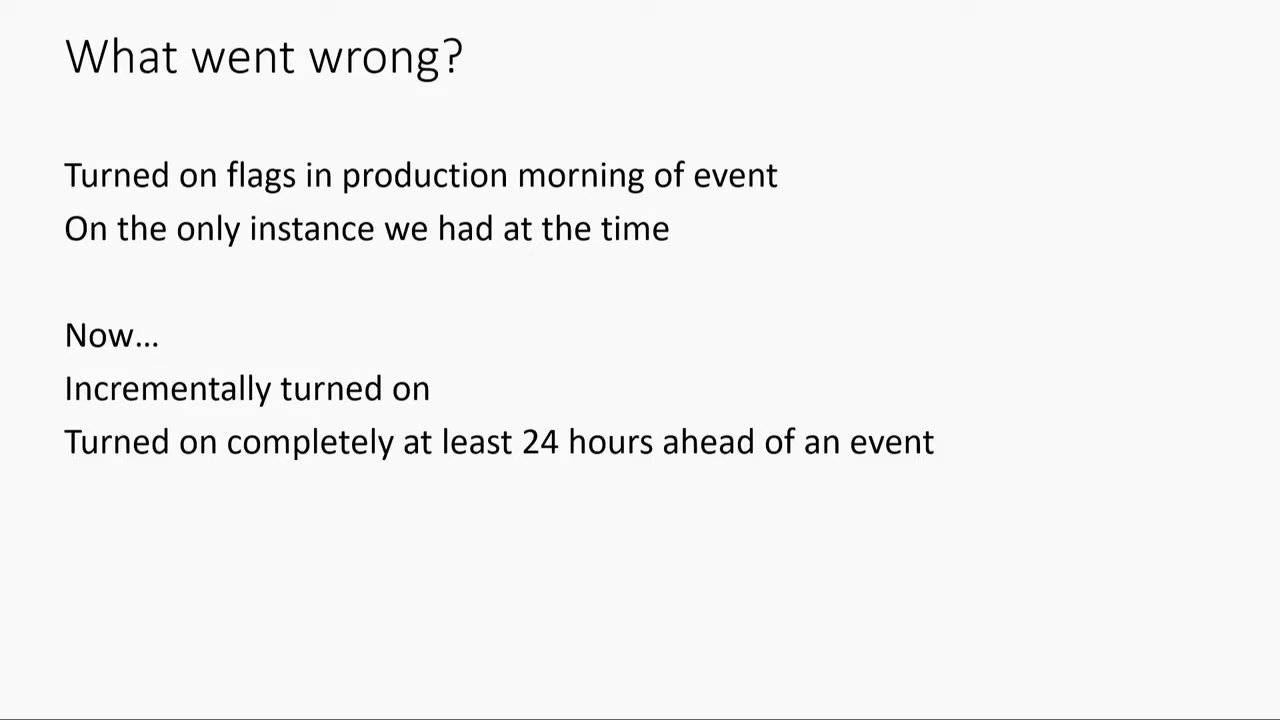 What went wrong?
Turned on flags in production morning of event
On the only instance we had at the time
Now...
Incrementally turned on
Turned on completely at least 24 hours ahead of an event